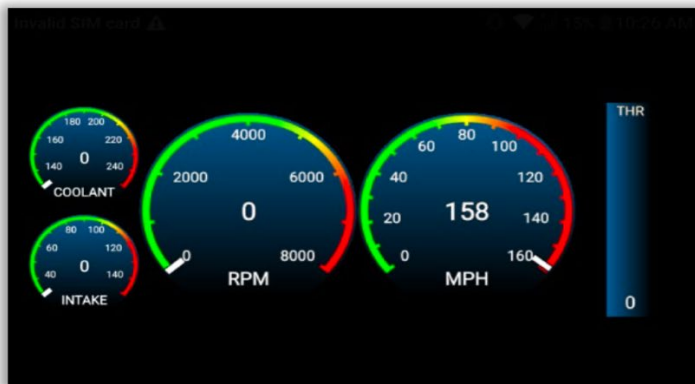 Invalid SIM card
15% 10:26 AM
140 160 180 200 220 240
0
COOLANT
40 60 80 100 120 140
0
INTAKE
0 2000 4000 6000 8000
0
RPM
0 20 40 60 80 100 120 140 160
158
MPH
THR
0